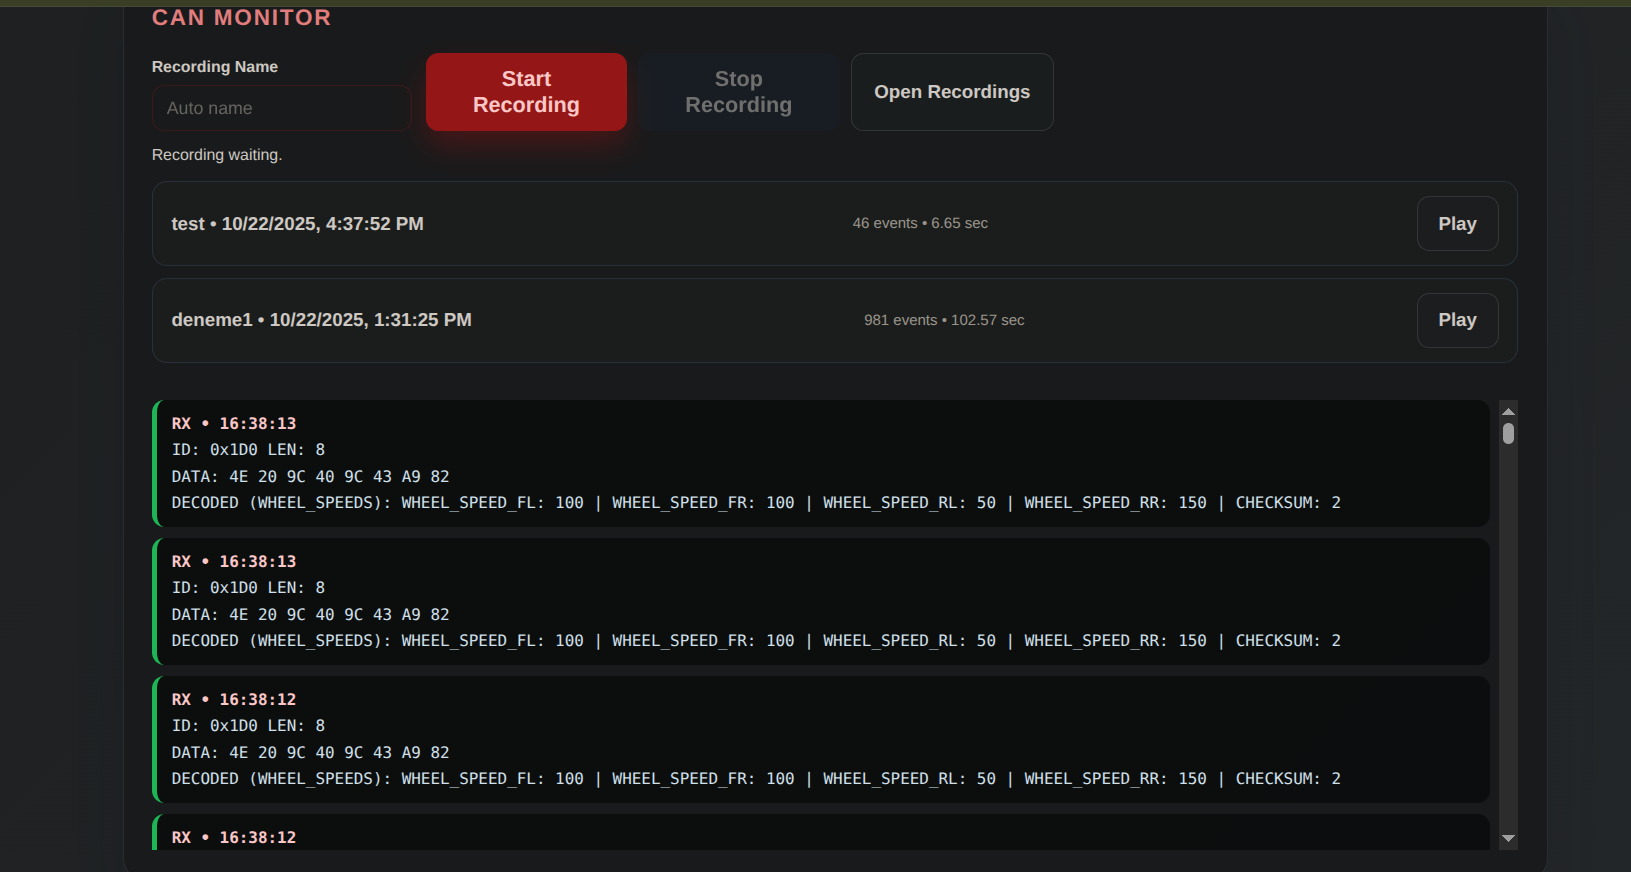 CAN MONITOR
Recording Name
Auto name
Start
Recording
Stop
Recording
Open Recordings
Recording waiting.
test • 10/22/2025, 4:37:52 PM
46 events • 6.65 sec
Play
deneme1 • 10/22/2025, 1:31:25 PM
981 events • 102.57 sec
Play
RX • 16:38:13
ID: 0x1D0 LEN: 8
DATA: 4E 20 9C 40 9C 43 A9 82
DECODED (WHEEL_SPEEDS): WHEEL_SPEED_FL: 100 | WHEEL_SPEED_FR: 100 | WHEEL_SPEED_RL: 50 | WHEEL_SPEED_RR: 150 | CHECKSUM: 2
RX • 16:38:13
ID: 0x1D0 LEN: 8
DATA: 4E 20 9C 40 9C 43 A9 82
DECODED (WHEEL_SPEEDS): WHEEL_SPEED_FL: 100 | WHEEL_SPEED_FR: 100 | WHEEL_SPEED_RL: 50 | WHEEL_SPEED_RR: 150 | CHECKSUM: 2
RX • 16:38:12
ID: 0x1D0 LEN: 8
DATA: 4E 20 9C 40 9C 43 A9 82
DECODED (WHEEL_SPEEDS): WHEEL_SPEED_FL: 100 | WHEEL_SPEED_FR: 100 | WHEEL_SPEED_RL: 50 | WHEEL_SPEED_RR: 150 | CHECKSUM: 2
RX • 16:38:12